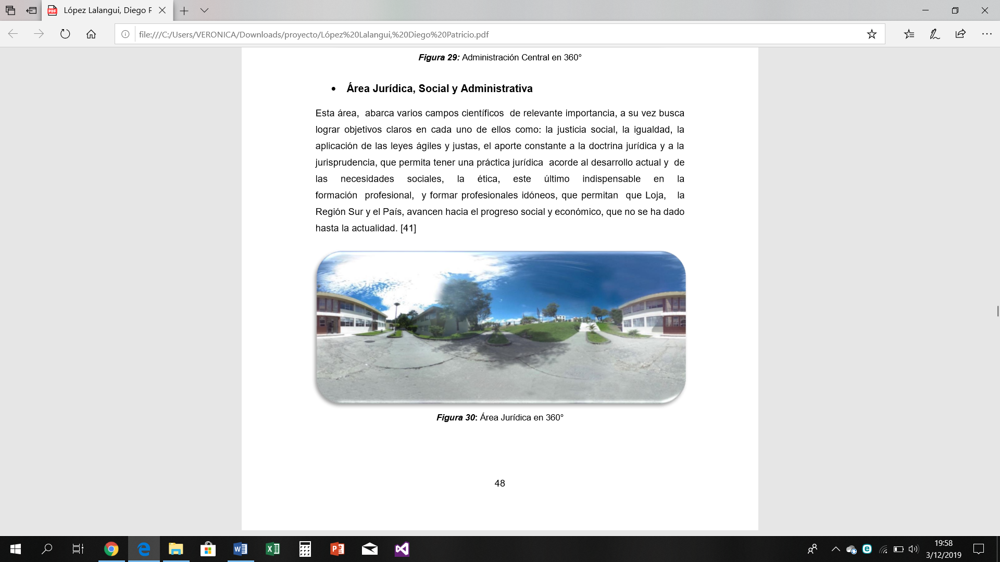 López Lalangui, Diego P
file:///C:/Users/VERONICA/Downloads/proyecto/López%20Lalangui,%20Diego%20Patricio.pdf
Figura 29: Administración Central en 360°
• Área Jurídica, Social y Administrativa
Esta área, abarca varios campos científicos de relevante importancia, a su vez busca
lograr objetivos claros en cada uno de ellos como: la justicia social, la igualdad, la
aplicación de las leyes ágiles y justas, el aporte constante a la doctrina jurídica y a la
jurisprudencia, que permita tener una práctica jurídica acorde al desarrollo actual y de
las necesidades sociales, la ética, este último indispensable en la
formación profesional, y formar profesionales idóneos, que permitan que Loja, la
Región Sur y el País, avancen hacia el progreso social y económico, que no se ha dado
hasta la actualidad. [41]
Figura 30: Área Jurídica en 360°
48
19:58
3/12/2019